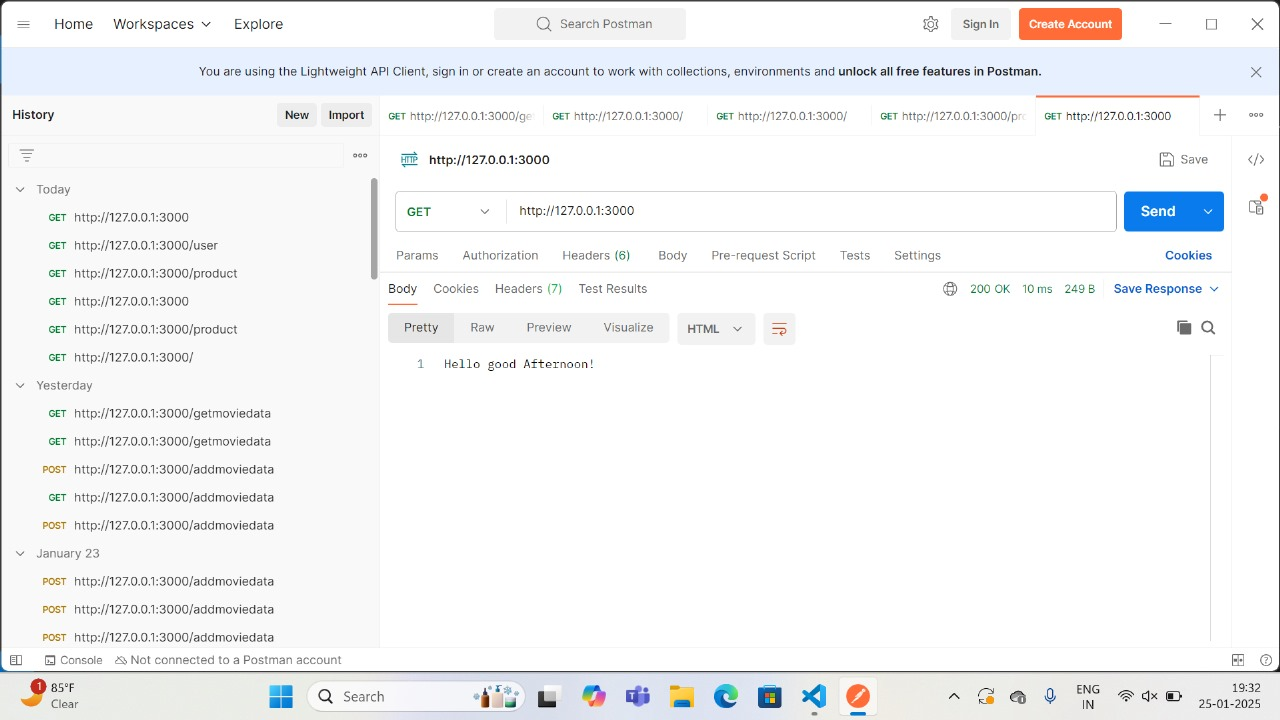 Home Workspaces Explore Search Postman Sign In Create Account
You are using the Lightweight API Client, sign in or create an account to work with collections, environments and unlock all free features in Postman.
History New Import
GET http://127.0.0.1:3000/ge GET http://127.0.0.1:3000/ GET http://127.0.0.1:3000/ GET http://127.0.0.1:3000/pro GET http://127.0.0.1:3000
HTTP http://127.0.0.1:3000 Save
Today
GET http://127.0.0.1:3000
GET http://127.0.0.1:3000/user
GET http://127.0.0.1:3000/product
GET http://127.0.0.1:3000
GET http://127.0.0.1:3000/product
GET http://127.0.0.1:3000/
Yesterday
GET http://127.0.0.1:3000/getmoviedata
GET http://127.0.0.1:3000/getmoviedata
POST http://127.0.0.1:3000/addmoviedata
GET http://127.0.0.1:3000/addmoviedata
POST http://127.0.0.1:3000/addmoviedata
January 23
POST http://127.0.0.1:3000/addmoviedata
POST http://127.0.0.1:3000/addmoviedata
POST http://127.0.0.1:3000/addmoviedata
GET http://127.0.0.1:3000 Send
Params Authorization Headers (6) Body Pre-request Script Tests Settings Cookies
Body Cookies Headers (7) Test Results 200 OK 10 ms 249 B Save Response
Pretty Raw Preview Visualize HTML
1 Hello good Afternoon!
Console Not connected to a Postman account
1 85°F Search ENG 19:32
Clear IN 25-01-2025